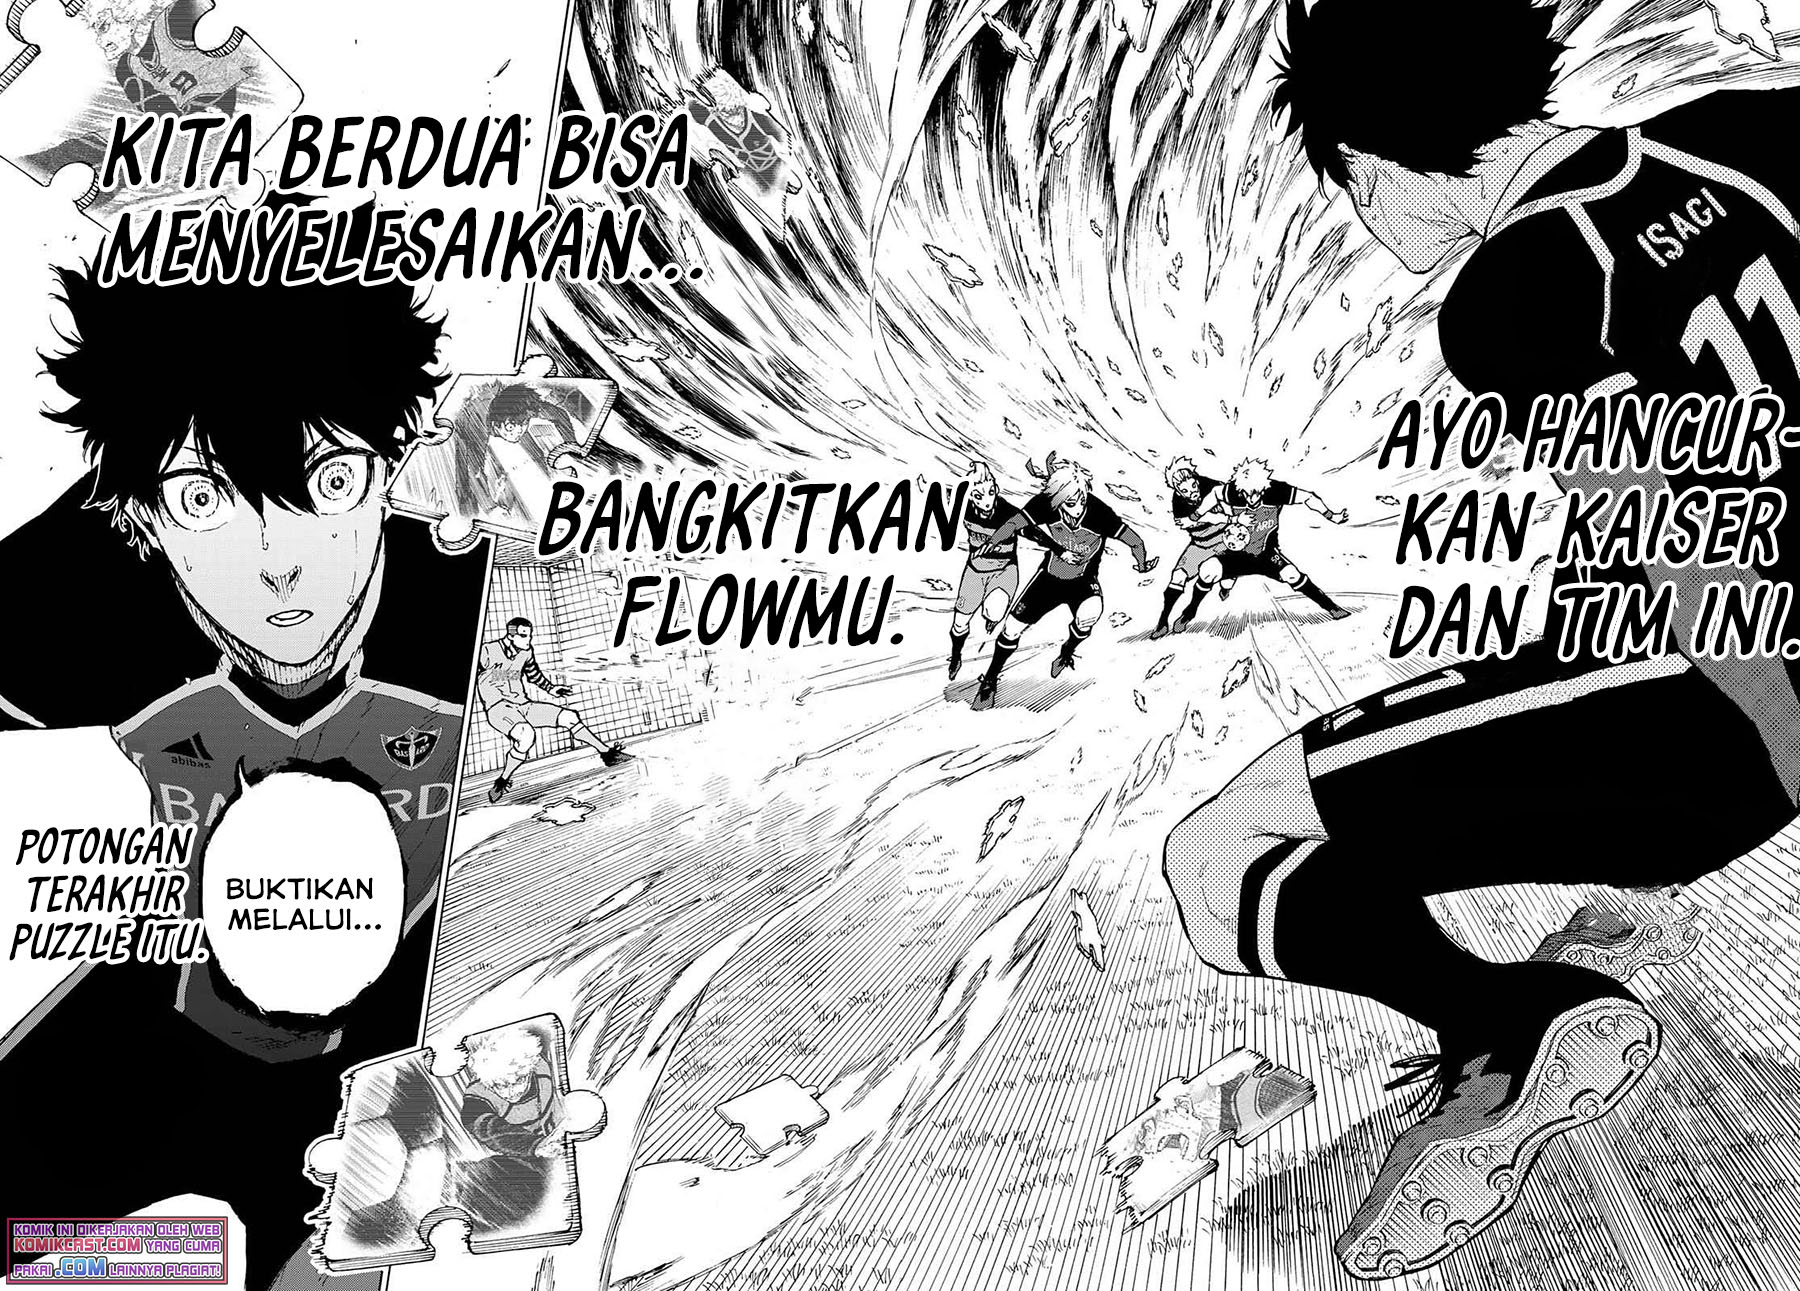 KITA BERDUA BISA
MENYELESAIKAN...
ISAGI
11
AYO HANCUR-
KAN KAISER
DAN TIM INI.
BANGKITKAN
FLOWMU.
abibas
BUKTIKAN
MELALUI...
POTONGAN
TERAKHIR
PUZZLE ITU.
KOMIK INI DIKERJAKAN OLEH WEB
KOMIKCAST.COM YANG CUMA
PAKAI .COM LAINNYA PLAGIAT!